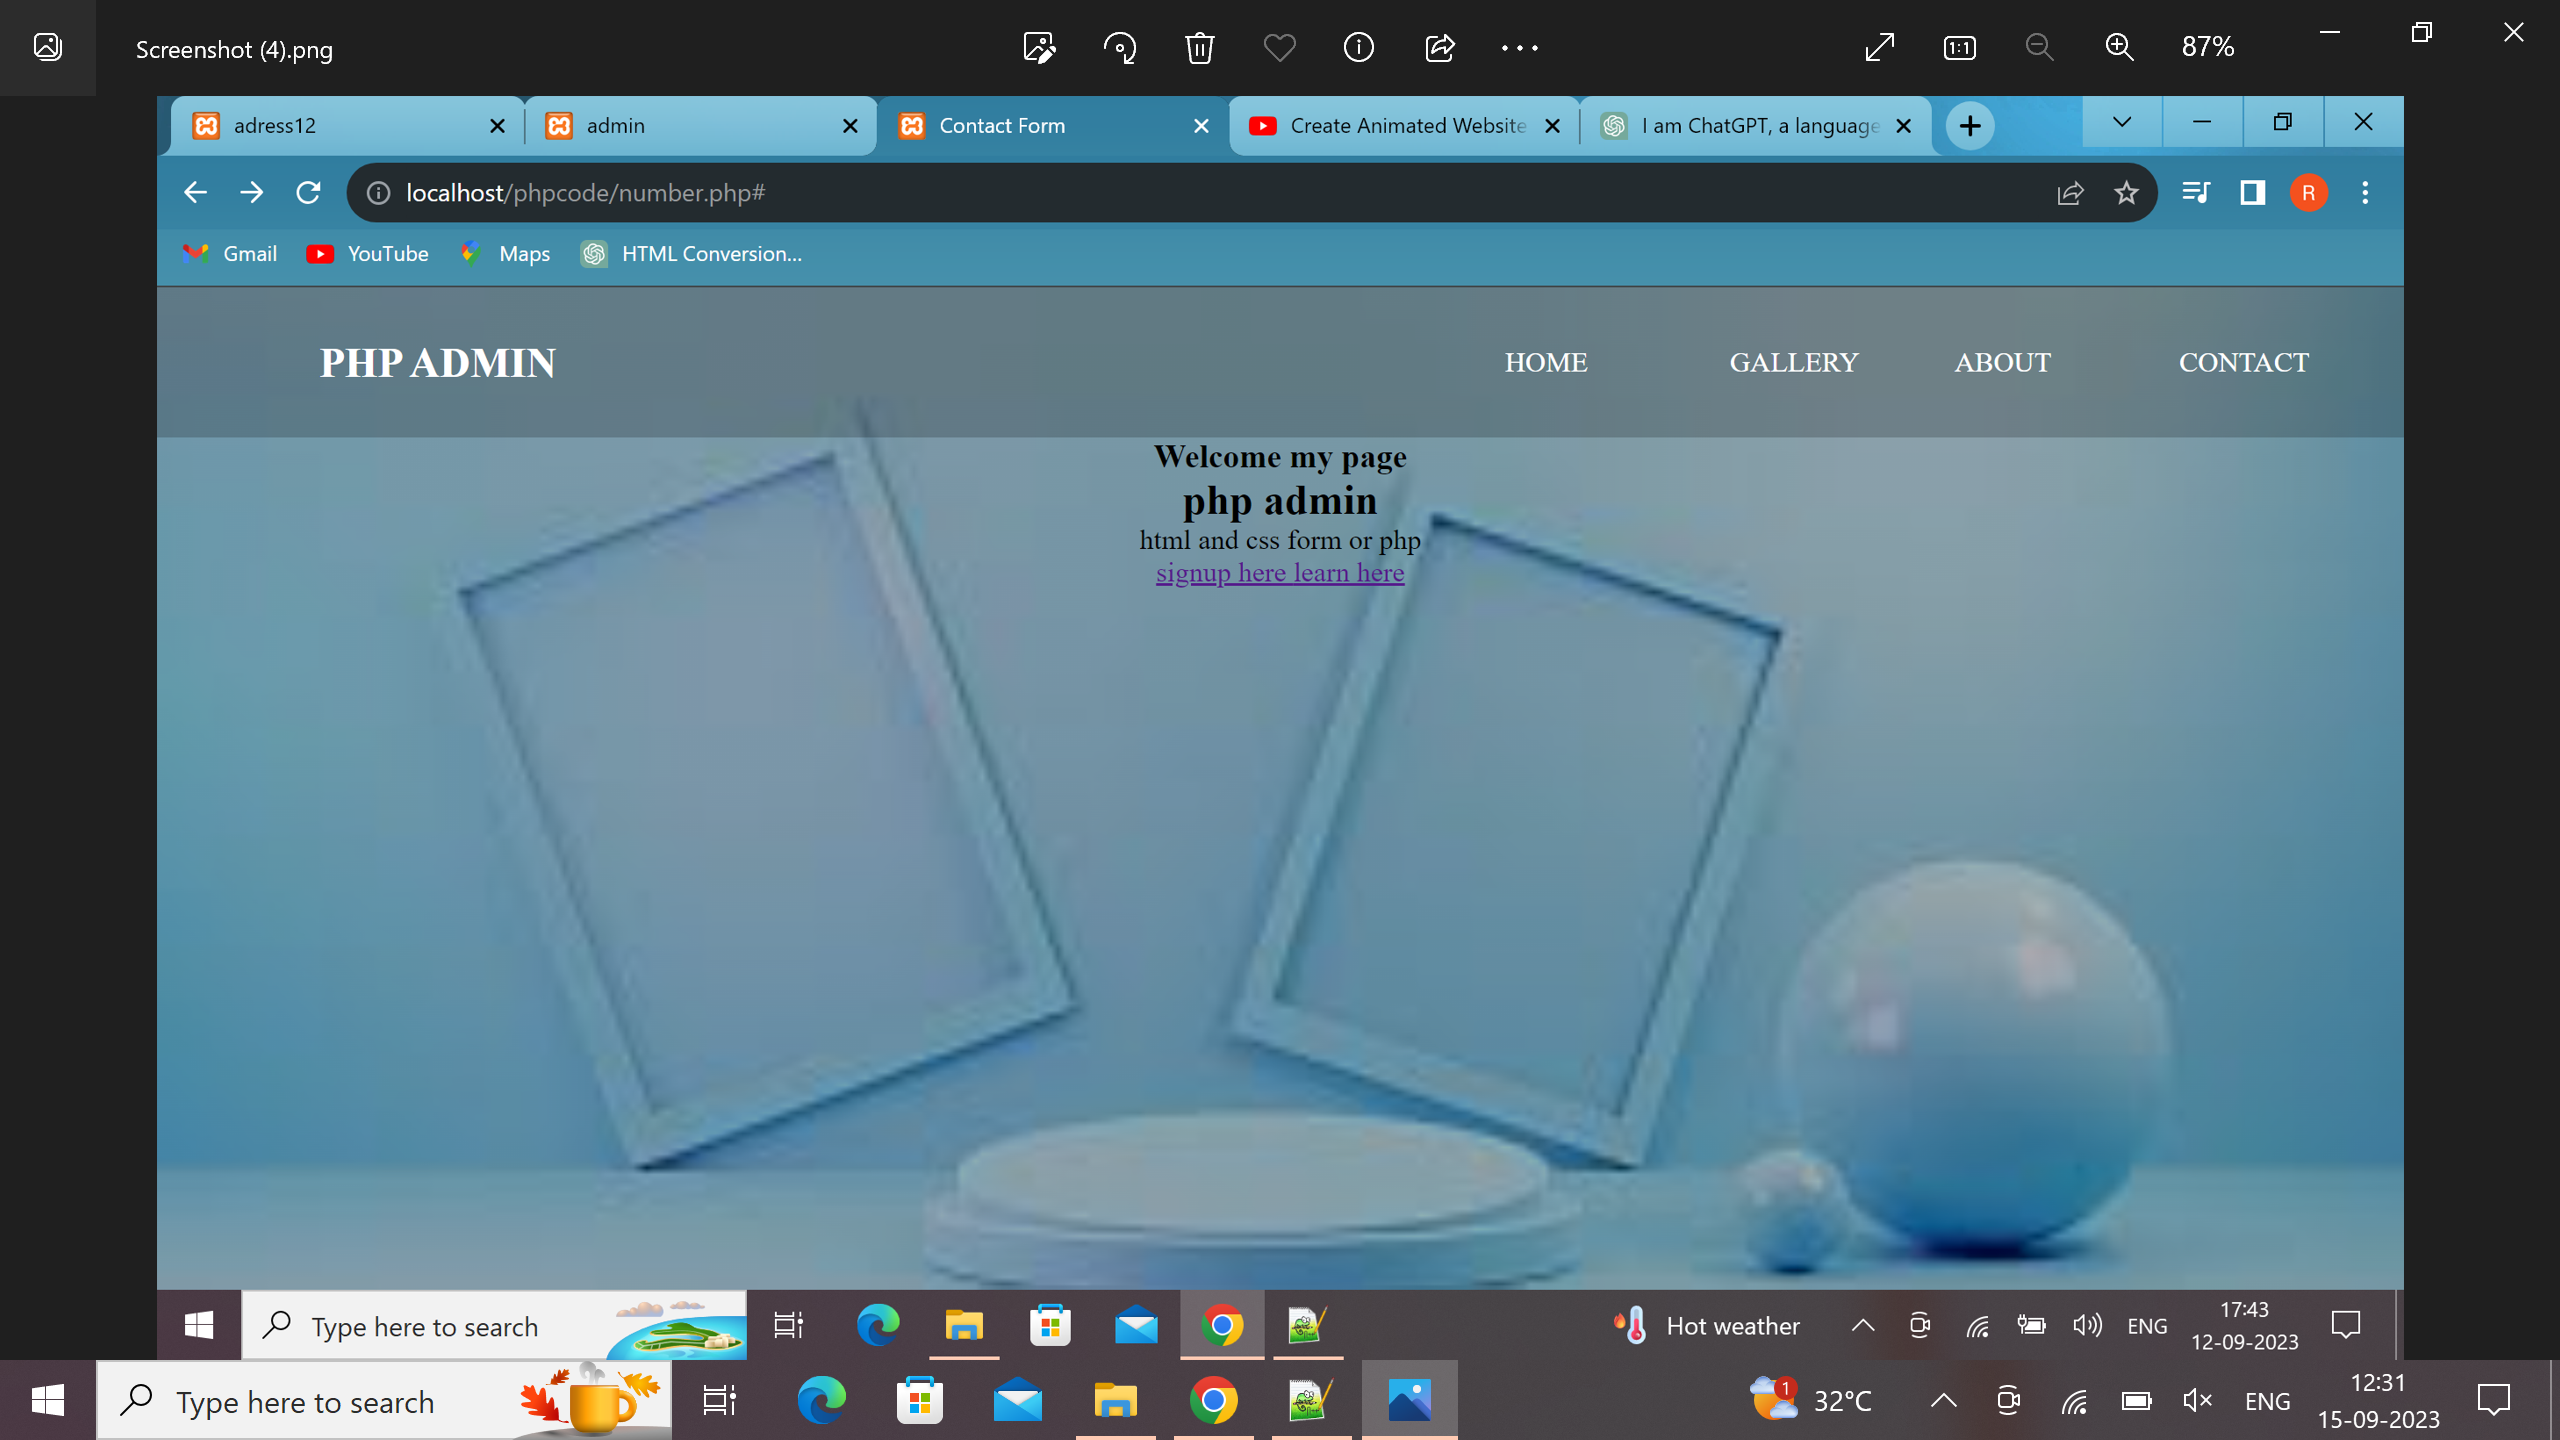 Screenshot (4).png
87%
adress12
admin
Contact Form
Create Animated Website
I am ChatGPT, a language
localhost/phpcode/number.php#
R
Gmail
YouTube
Maps
HTML Conversion...
PHP ADMIN
HOME
GALLERY
ABOUT
CONTACT
Welcome my page
php admin
html and css form or php
signup here learn here
Type here to search
Hot weather
ENG
17:43
12-09-2023
Type here to search
1
32°C
ENG
12:31
15-09-2023